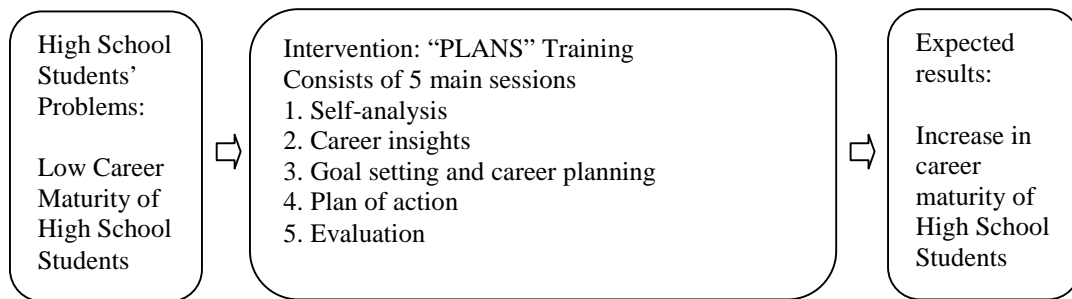 High School
Students’
Problems:
Low Career
Maturity of
High School
Students
Intervention: “PLANS” Training
Consists of 5 main sessions
1. Self-analysis
2. Career insights
3. Goal setting and career planning
4. Plan of action
5. Evaluation
Expected
results:
Increase in
career
maturity of
High School
Students